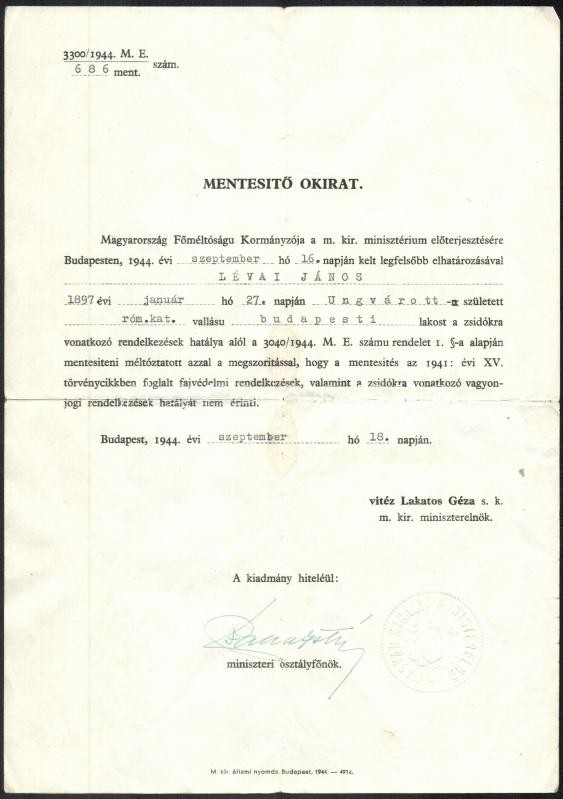 3300/1944. M. E.
686 ment. szám.
MENTESITŐ OKIRAT.
Magyarország Főméltóságu Kormányzója a m. kir. minisztérium előterjesztésére
Budapesten, 1944. évi szeptember hó 16. napján kelt legfelsőbb elhatározásával
LÉVAI JÁNOS
1897 évi január hó 27. napján Ungvárott született
róm.kat. vallásu budapesti lakost a zsidókra
vonatkozó rendelkezések hatálya alól a 3040/1944. M. E. számu rendelet 1. §-a alapján
mentesiteni méltóztatott azzal a megszoritással, hogy a mentesités az 1941: évi XV.
törvénycikkben foglalt fajvédelmi rendelkezések, valamint a zsidókra vonatkozó vagyon-
jogi rendelkezések hatályát nem érinti.
Budapest, 1944. évi szeptember hó 18. napján.
vitéz Lakatos Géza s. k.
m. kir. miniszterelnök.
A kiadmány hiteléül:
miniszteri osztályfőnök.
M. kir. állami nyomda Budapest, 1944. — 4916.